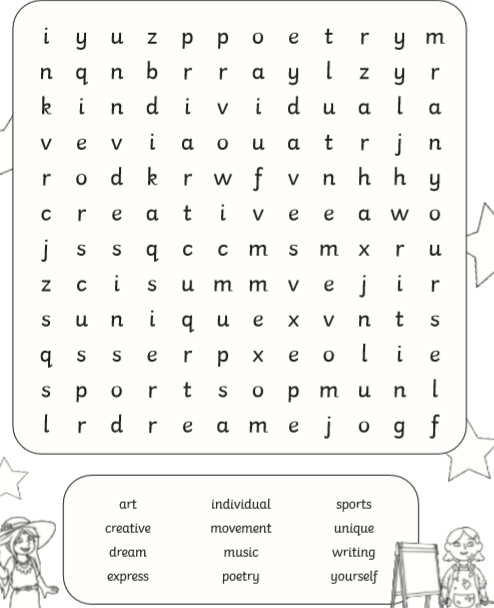 i y u z p p o e t r y m
n q n b r r a y l z y r
k i n d i v i d u a l a
v e v i a o u a t r j n
r o d k r w f v n h h y
c r e a t i v e e a w o
j s s q c c m s m x r u
z c i s u m m v e j i r
s u n i q u e x v n t s
q s s e r p x e o l i e
s p o r t s o p m u n l
l r d r e a m e j o g f
art individual sports
creative movement unique
dream music writing
express poetry yourself